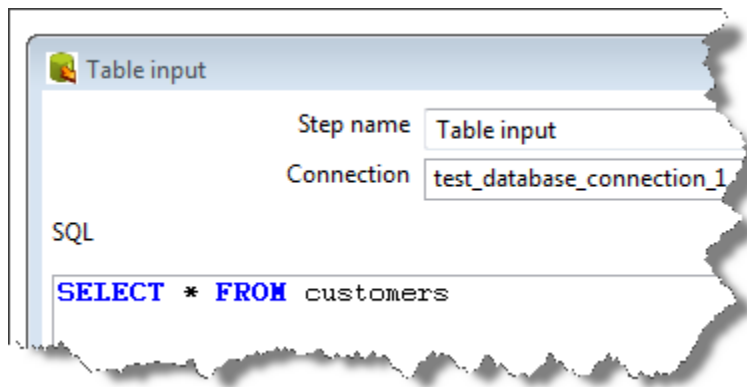 Table input
Step name Table input
Connection test_database_connection_1
SQL
SELECT * FROM customers